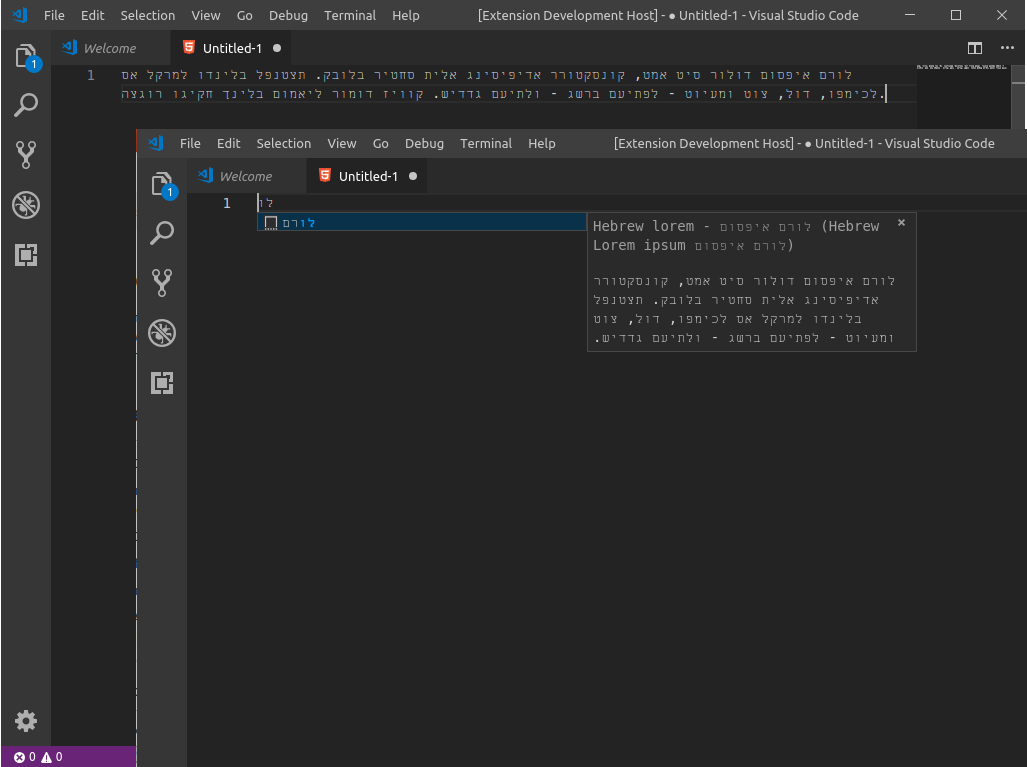 File Edit Selection View Go Debug Terminal Help [Extension Development Host] - ● Untitled-1 - Visual Studio Code
1
Welcome
Untitled-1 ●
1 לורם איפסום דולור סיט אמט, קונסקטורר אדיפיסינג אלית סחטיר בלובק. תצטנפל בלינדו למרקל אס
לכימפו, דול, צוט ומעיוט - לפתיעם ברשג - ולתיעם גדדיש. קוויז דומור ליאמום בלינך חקיגו רוגצה.
File Edit Selection View Go Debug Terminal Help [Extension Development Host] - ● Untitled-1 - Visual Studio Code
1
Welcome
Untitled-1 ●
1 לו
לורם
Hebrew lorem - לורם איפסום (Hebrew
Lorem ipsum לורם איפסום)
לורם איפסום דולור סיט אמט, קונסקטורר
אדיפיסינג אלית סחטיר בלובק. תצטנפל
בלינדו למרקל אס לכימפו, דול, צוט
ומעיוט - לפתיעם ברשג - ולתיעם גדדיש.
0 0